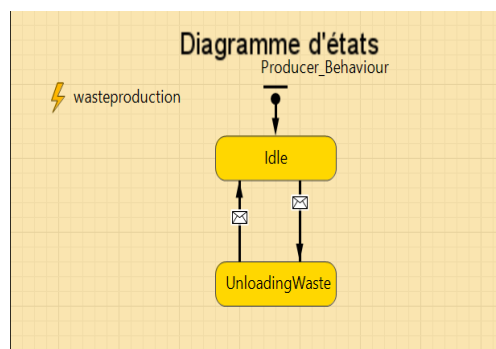 Diagramme d'états
Producer_Behaviour
wasteproduction
Idle
UnloadingWaste